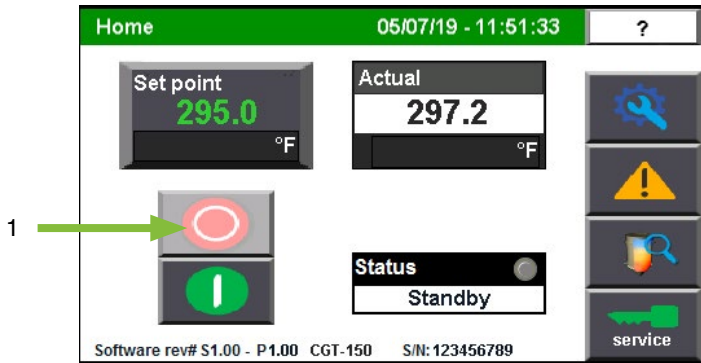 Home 05/07/19 - 11:51:33 ?
Set point
295.0
°F
Actual
297.2
°F
1
Status
Standby
service
Software rev# S1.00 - P1.00 CGT-150 S/N: 123456789